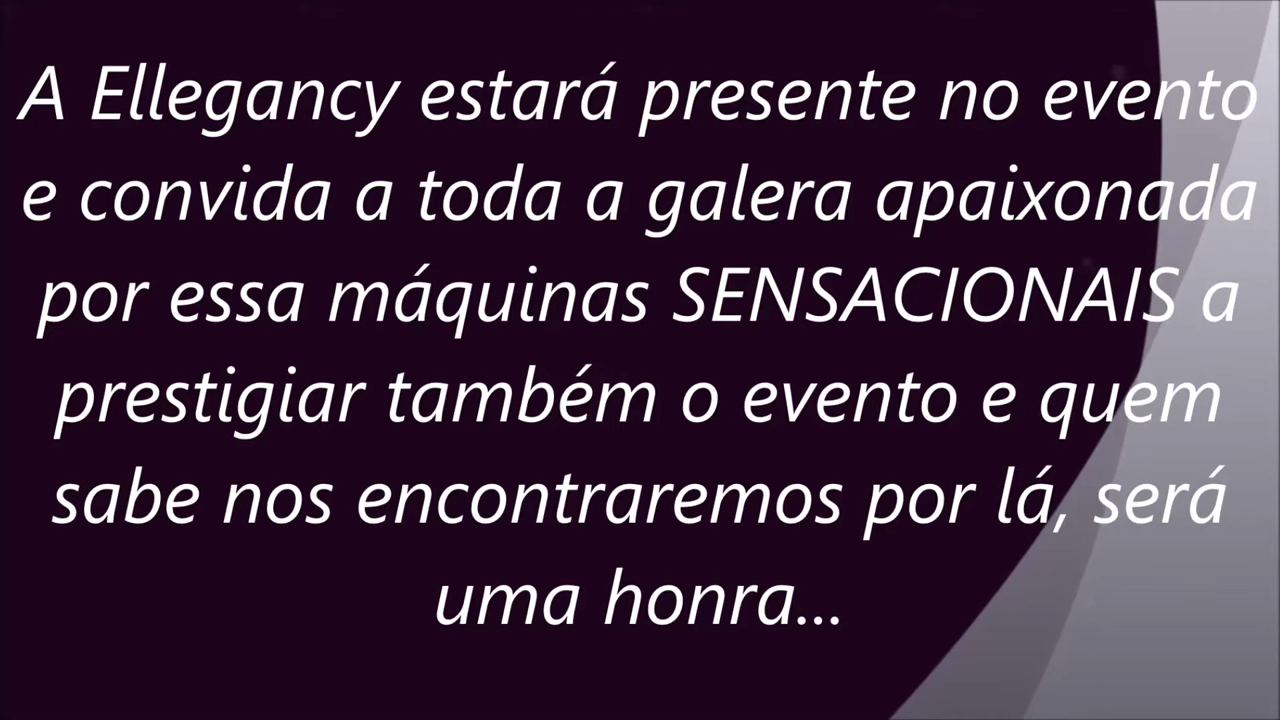 A Ellegancy estará presente no evento
e convida a toda a galera apaixonada
por essa máquinas SENSACIONAIS a
prestigiar também o evento e quem
sabe nos encontraremos por lá, será
uma honra...